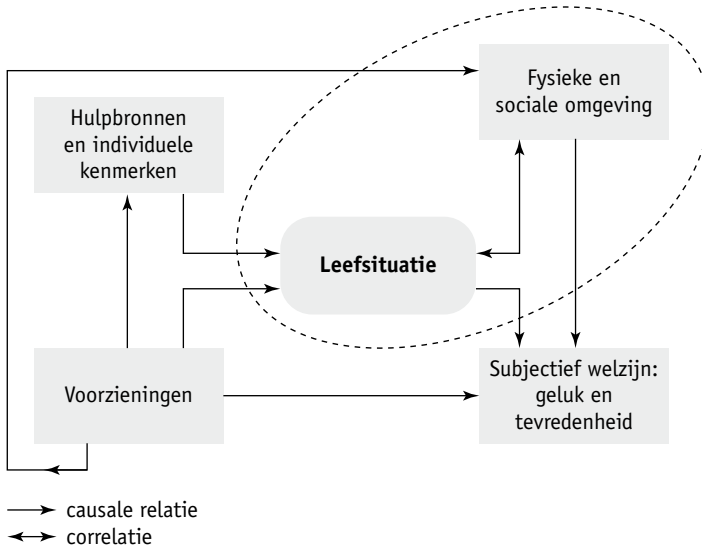 Fysieke en
sociale omgeving
Hulpbronnen
en individuele
kenmerken
Leefsituatie
Voorzieningen
Subjectief welzijn:
geluk en
tevredenheid
causale relatie
correlatie